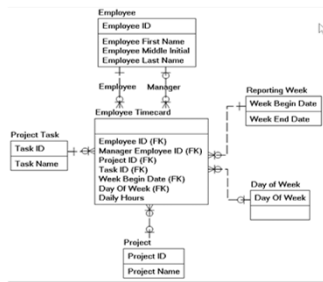 Employee
Employee ID
Employee First Name
Employee Middle Initial
Employee Last Name
Employee
Manager
Employee Timecard
Employee ID (FK)
Manager Employee ID (FK)
Project ID (FK)
Task ID (FK)
Week Begin Date (FK)
Day Of Week (FK)
Daily Hours
Reporting Week
Week Begin Date
Week End Date
Project Task
Task ID
Task Name
Day of Week
Day Of Week
Project
Project ID
Project Name